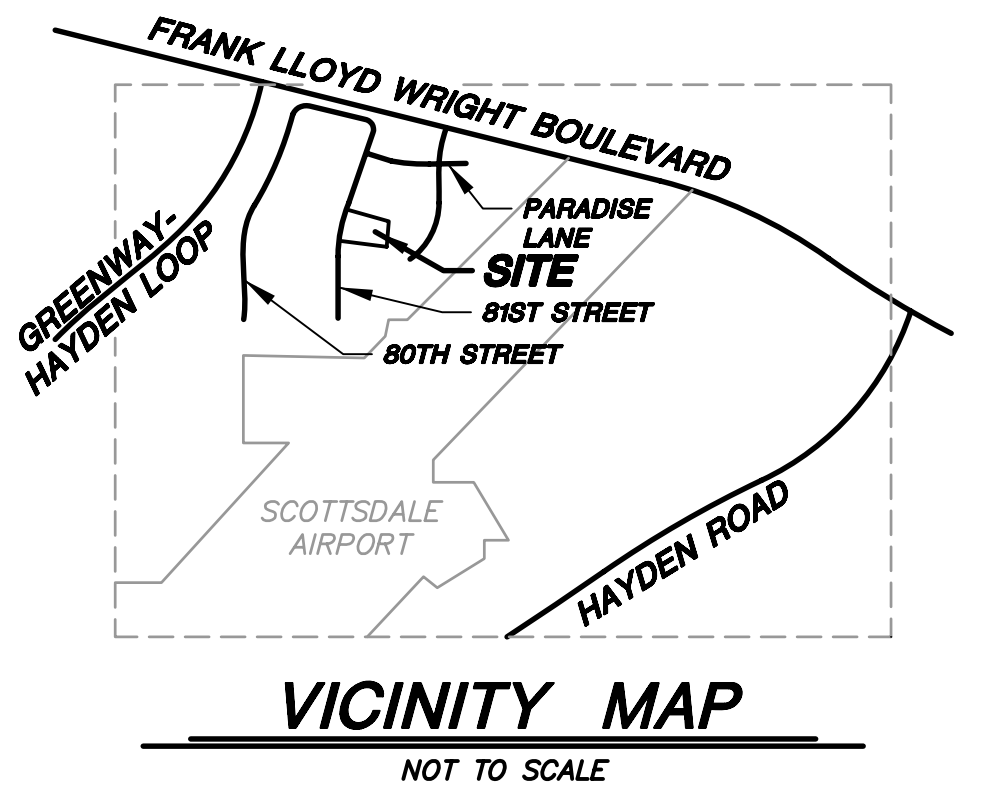 FRANK LLOYD WRIGHT BOULEVARD
GREENWAY-
HAYDEN LOOP
PARADISE
LANE
SITE
81ST STREET
80TH STREET
SCOTTSDALE
AIRPORT
HAYDEN ROAD
VICINITY MAP
NOT TO SCALE